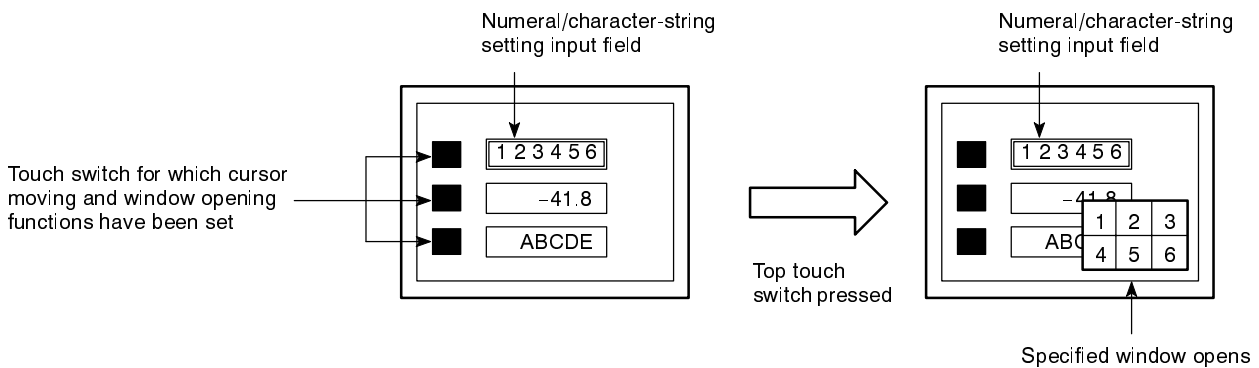 Numeral/character-string
setting input field
Touch switch for which cursor
moving and window opening
functions have been set
1 2 3 4 5 6
−41.8
ABCDE
Top touch
switch pressed
Numeral/character-string
setting input field
1 2 3 4 5 6
−41.8
ABC
1 2 3
4 5 6
Specified window opens